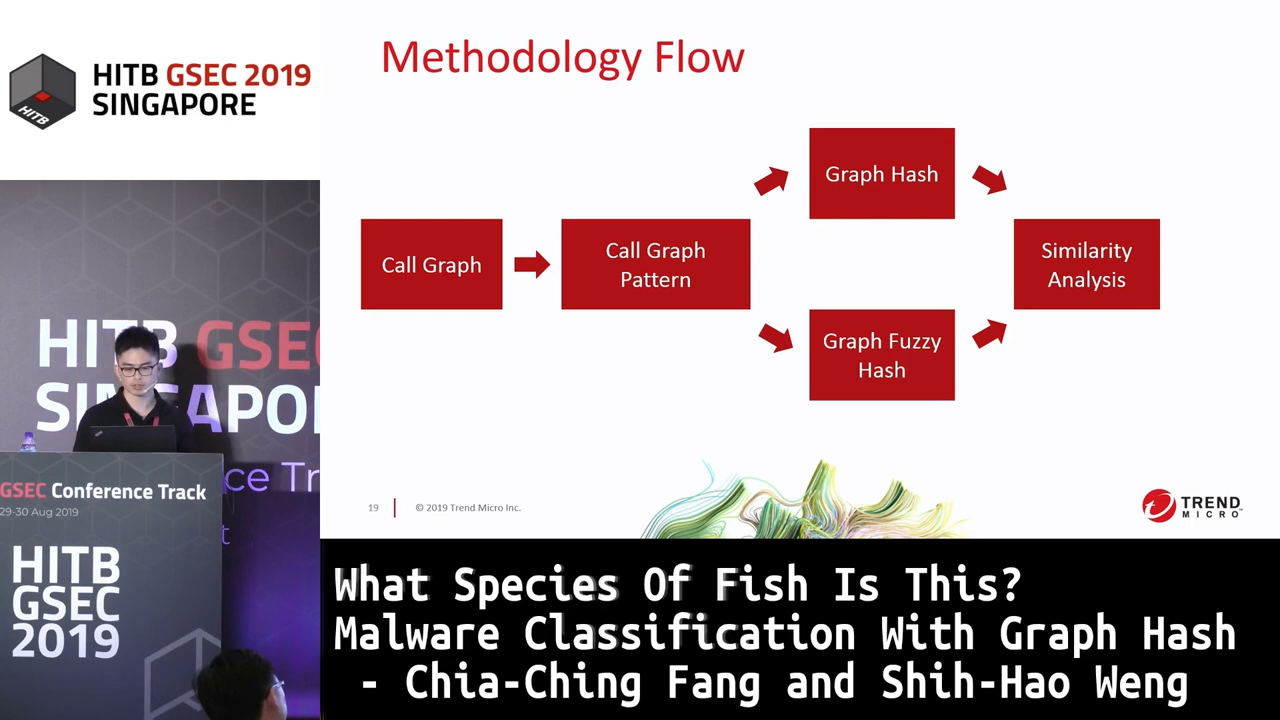 HITB GSEC 2019
SINGAPORE
HITB
Methodology Flow
Call Graph
Call Graph
Pattern
Graph Hash
Graph Fuzzy
Hash
Similarity
Analysis
19
© 2019 Trend Micro Inc.
TREND
MICRO
HITB GSEC
GSEC Conference Track
29-30 Aug 2019
HITB
GSEC
2019
What Species Of Fish Is This?
Malware Classification With Graph Hash
- Chia-Ching Fang and Shih-Hao Weng